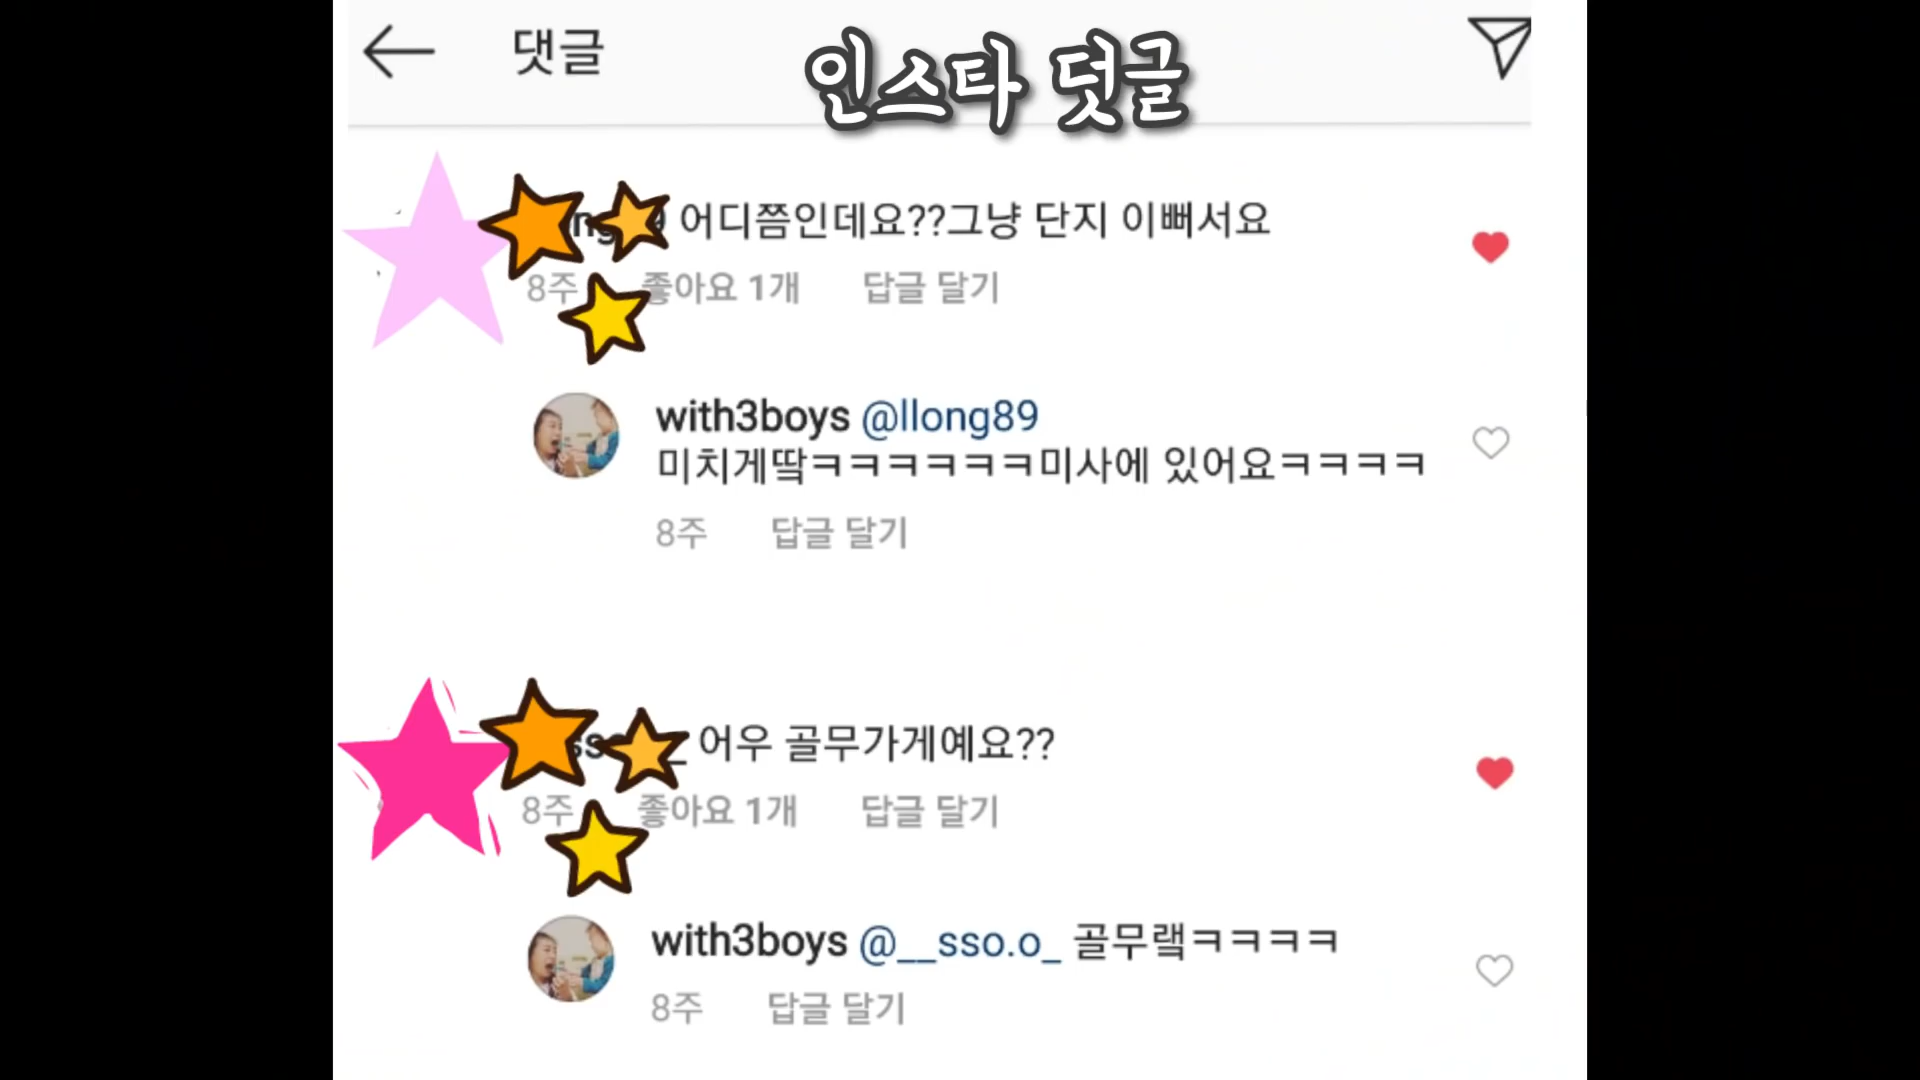 댓글
인스타 덧글
어디쯤인데요??그냥 단지 이뻐서요
8주 좋아요 1개 답글 달기
with3boys @llong89
미치게땈ㅋㅋㅋㅋㅋㅋ미사에 있어요ㅋㅋㅋㅋ
8주 답글 달기
어우 골무가게예요??
8주 좋아요 1개 답글 달기
with3boys @__sso.o_ 골무랰ㅋㅋㅋㅋ
8주 답글 달기